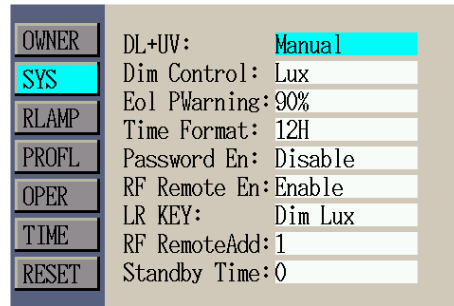 OWNER
SYS
RLAMP
PROFL
OPER
TIME
RESET
DL+UV: Manual
Dim Control: Lux
Eol PWarning: 90%
Time Format: 12H
Password En: Disable
RF Remote En: Enable
LR KEY: Dim Lux
RF RemoteAdd: 1
Standby Time: 0